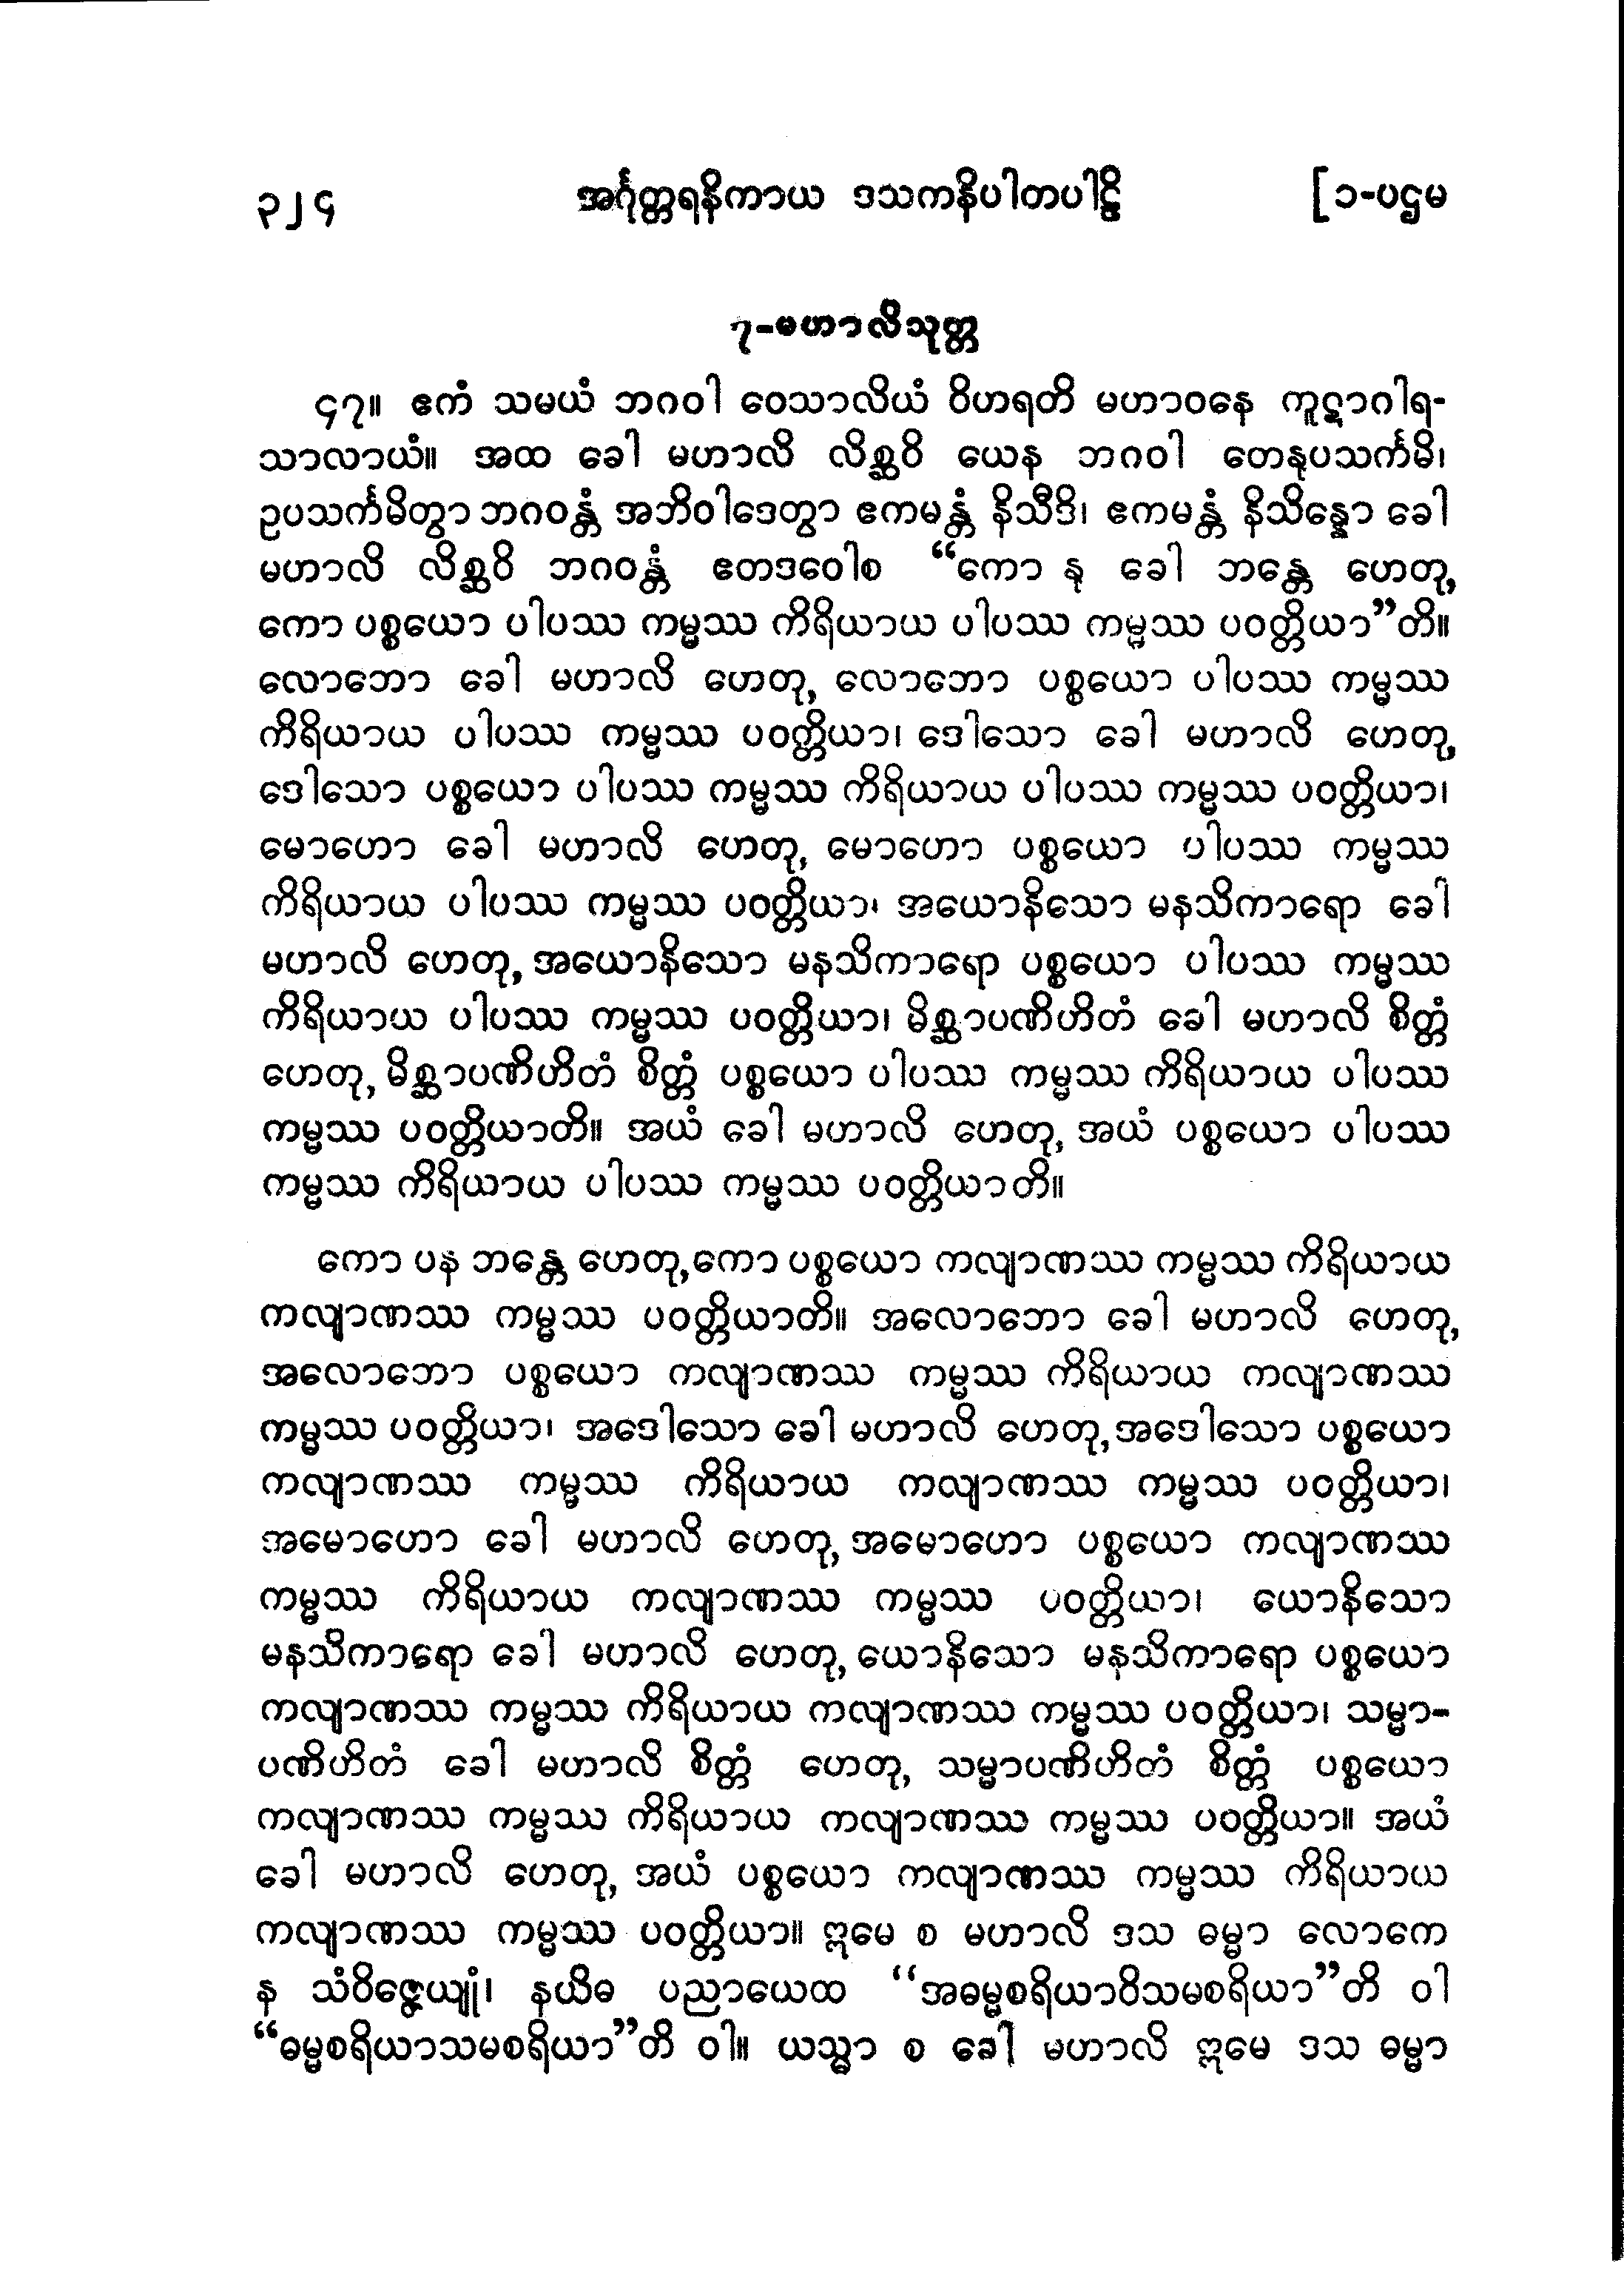 ၃၂၄ အင်္ဂုတ္တရနိကာယ ဒသကနိပါတပါဠိ [၁-ပဌမ
၇-မဟာလိသုတ္တ
၄၇။ ဧကံ သမယံ ဘဂဝါ ဝေသာလိယံ ဝိဟရတိ မဟာဝနေ ကူဋာဂါရ-
သာလာယံ။ အထ ခေါ မဟာလိ လိစ္ဆဝိ ယေန ဘဂဝါ တေနုပသင်္ကမိ၊
ဥပသင်္ကမိတွာ ဘဂဝန္တံ အဘိဝါဒေတွာ ဧကမန္တံ နိသီဒိ၊ ဧကမန္တံ နိသိန္နော ခေါ
မဟာလိ လိစ္ဆဝိ ဘဂဝန္တံ ဧတဒဝေါစ “ကော နု ခေါ ဘန္တေ ဟေတု,
ကော ပစ္စယော ပါပဿ ကမ္မဿ ကိရိယာယ ပါပဿ ကမ္မဿ ပဝတ္တိယာ”တိ။
လောဘော ခေါ မဟာလိ ဟေတု, လောဘော ပစ္စယော ပါပဿ ကမ္မဿ
ကိရိယာယ ပါပဿ ကမ္မဿ ပဝတ္တိယာ၊ ဒေါသော ခေါ မဟာလိ ဟေတု,
ဒေါသော ပစ္စယော ပါပဿ ကမ္မဿ ကိရိယာယ ပါပဿ ကမ္မဿ ပဝတ္တိယာ၊
မောဟော ခေါ မဟာလိ ဟေတု, မောဟော ပစ္စယော ပါပဿ ကမ္မဿ
ကိရိယာယ ပါပဿ ကမ္မဿ ပဝတ္တိယာ၊ အယောနိသော မနသိကာရော ခေါ
မဟာလိ ဟေတု, အယောနိသော မနသိကာရော ပစ္စယော ပါပဿ ကမ္မဿ
ကိရိယာယ ပါပဿ ကမ္မဿ ပဝတ္တိယာ၊ မိစ္ဆာပဏိဟိတံ ခေါ မဟာလိ စိတ္တံ
ဟေတု, မိစ္ဆာပဏိဟိတံ စိတ္တံ ပစ္စယော ပါပဿ ကမ္မဿ ကိရိယာယ ပါပဿ
ကမ္မဿ ပဝတ္တိယာတိ။ အယံ ခေါ မဟာလိ ဟေတု, အယံ ပစ္စယော ပါပဿ
ကမ္မဿ ကိရိယာယ ပါပဿ ကမ္မဿ ပဝတ္တိယာတိ။
ကော ပန ဘန္တေ ဟေတု,ကော ပစ္စယော ကလျာဏဿ ကမ္မဿ ကိရိယာယ
ကလျာဏဿ ကမ္မဿ ပဝတ္တိယာတိ။ အလောဘော ခေါ မဟာလိ ဟေတု,
အလောဘော ပစ္စယော ကလျာဏဿ ကမ္မဿ ကိရိယာယ ကလျာဏဿ
ကမ္မဿ ပဝတ္တိယာ၊ အဒေါသော ခေါ မဟာလိ ဟေတု,အဒေါသော ပစ္စယော
ကလျာဏဿ ကမ္မဿ ကိရိယာယ ကလျာဏဿ ကမ္မဿ ပဝတ္တိယာ၊
အမောဟော ခေါ မဟာလိ ဟေတု, အမောဟော ပစ္စယော ကလျာဏဿ
ကမ္မဿ ကိရိယာယ ကလျာဏဿ ကမ္မဿ ပဝတ္တိယာ၊ ယောနိသော
မနသိကာရော ခေါ မဟာလိ ဟေတု, ယောနိသော မနသိကာရော ပစ္စယော
ကလျာဏဿ ကမ္မဿ ကိရိယာယ ကလျာဏဿ ကမ္မဿ ပဝတ္တိယာ၊ သမ္မာ-
ပဏိဟိတံ ခေါ မဟာလိ စိတ္တံ ဟေတု, သမ္မာပဏိဟိတံ စိတ္တံ ပစ္စယော
ကလျာဏဿ ကမ္မဿ ကိရိယာယ ကလျာဏဿ ကမ္မဿ ပဝတ္တိယာ။ အယံ
ခေါ မဟာလိ ဟေတု, အယံ ပစ္စယော ကလျာဏဿ ကမ္မဿ ကိရိယာယ
ကလျာဏဿ ကမ္မဿ ပဝတ္တိယာ။ ဣမေ စ မဟာလိ ဒသ ဓမ္မာ လောကေ
န သံဝိဇ္ဇေယျုံ၊ နယိဓ ပညာယေထ “အဓမ္မစရိယာဝိသမစရိယာ”တိ ဝါ
“ဓမ္မစရိယာသမစရိယာ”တိ ဝါ။ ယသ္မာ စ ခေါ မဟာလိ ဣမေ ဒသ ဓမ္မာ